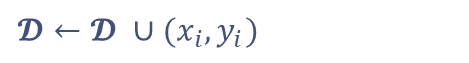 𝓓 ← 𝓓 ∪ (xᵢ, yᵢ)